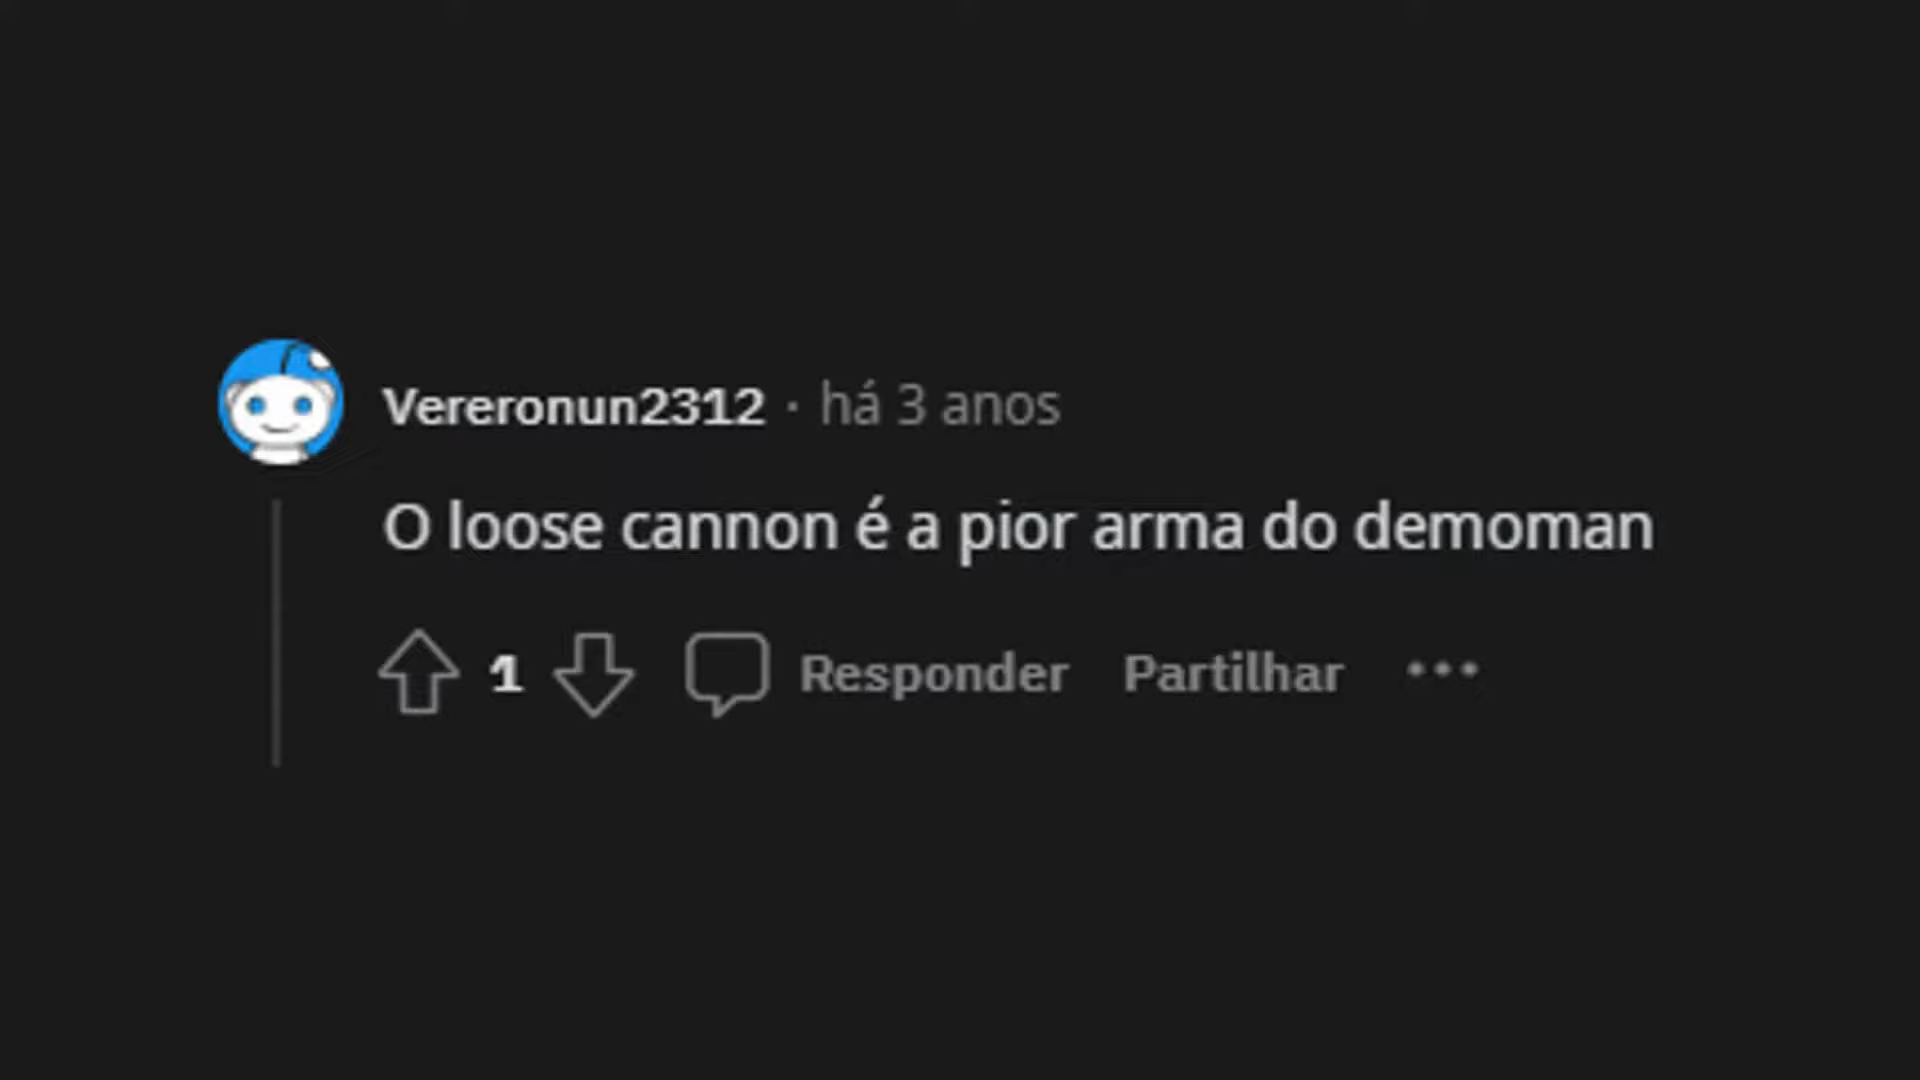 Vereronun2312 · há 3 anos
O loose cannon é a pior arma do demoman
1 Responder Partilhar ...